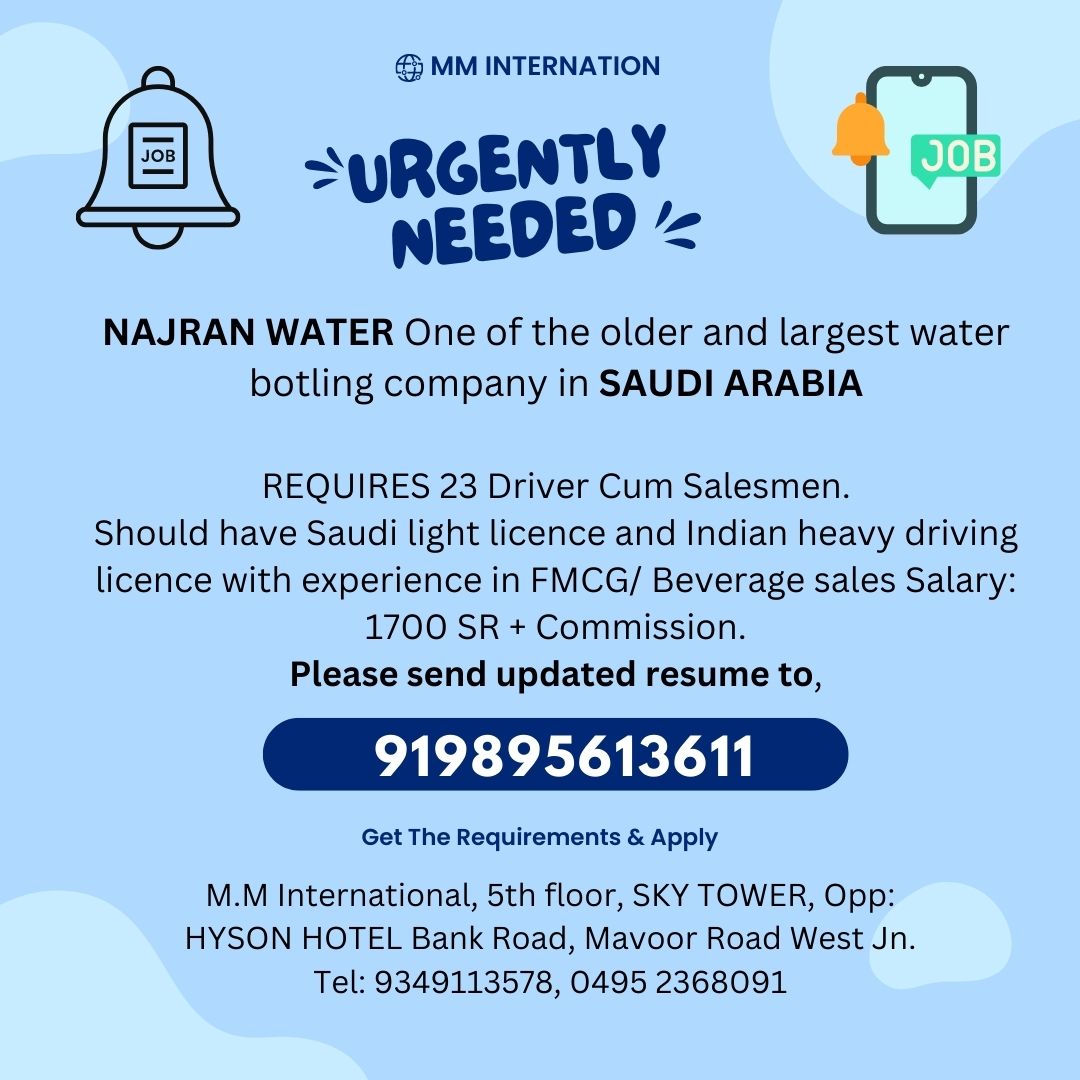 MM INTERNATION
JOB
JOB
URGENTLY
NEEDED
NAJRAN WATER One of the older and largest water
botling company in SAUDI ARABIA
REQUIRES 23 Driver Cum Salesmen.
Should have Saudi light licence and Indian heavy driving
licence with experience in FMCG/ Beverage sales Salary:
1700 SR + Commission.
Please send updated resume to,
919895613611
Get The Requirements & Apply
M.M International, 5th floor, SKY TOWER, Opp:
HYSON HOTEL Bank Road, Mavoor Road West Jn.
Tel: 9349113578, 0495 2368091